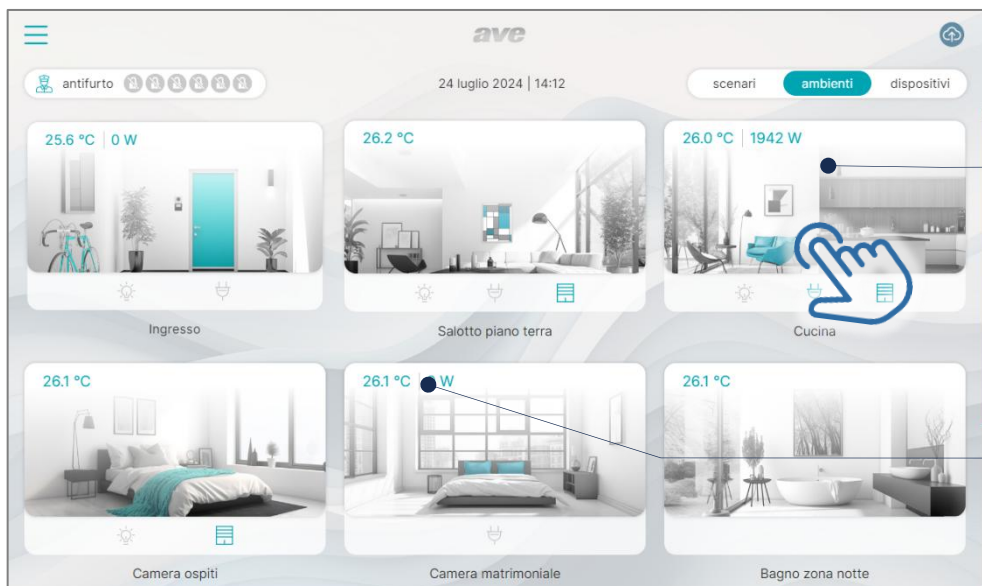 ave
antifurto
24 luglio 2024 | 14:12
scenari
ambienti
dispositivi
25.6 °C | 0 W
26.2 °C
26.0 °C | 1942 W
Ingresso
Salotto piano terra
Cucina
26.1 °C
26.1 °C | W
26.1 °C
Camera ospiti
Camera matrimoniale
Bagno zona notte